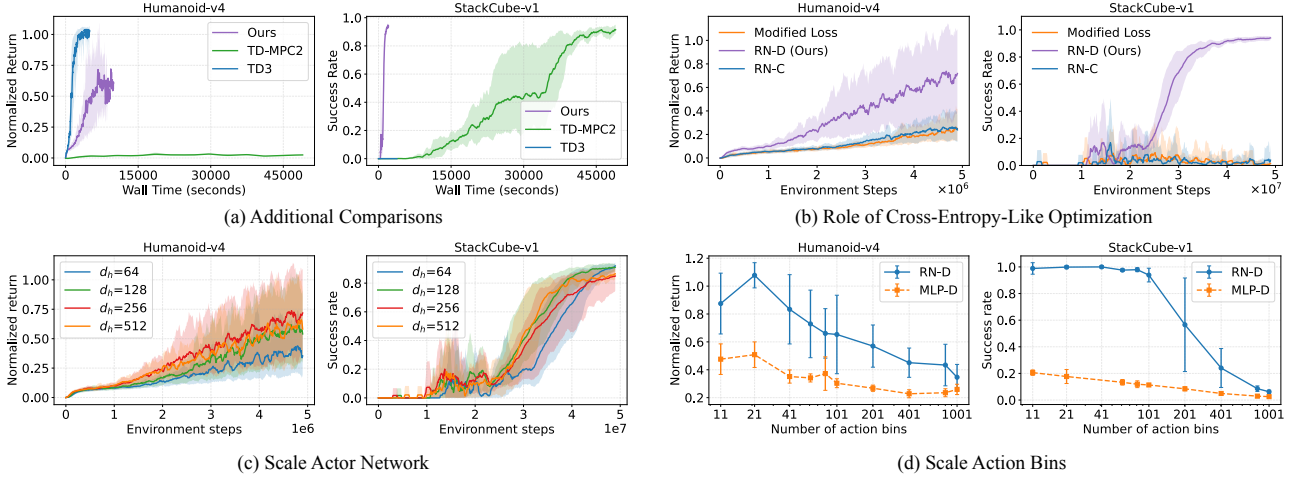 Humanoid-v4
Normalized Return
1.00
0.75
0.50
0.25
0.00
Ours
TD-MPC2
TD3
0 15000 30000 45000
Wall Time (seconds)
StackCube-v1
Success Rate
1.0
0.8
0.6
0.4
0.2
0.0
Ours
TD-MPC2
TD3
0 15000 30000 45000
Wall Time (seconds)
(a) Additional Comparisons
Humanoid-v4
Normalized Return
1.0
0.8
0.6
0.4
0.2
0.0
Modified Loss
RN-D (Ours)
RN-C
0 1 2 3 4 5
Environment Steps ×10⁶
StackCube-v1
Success Rate
1.0
0.8
0.6
0.4
0.2
0.0
Modified Loss
RN-D (Ours)
RN-C
0 1 2 3 4 5
Environment Steps ×10⁷
(b) Role of Cross-Entropy-Like Optimization
Humanoid-v4
Normalized return
1.00
0.75
0.50
0.25
0.00
dₕ=64
dₕ=128
dₕ=256
dₕ=512
0 1 2 3 4 5
Environment steps 1e6
StackCube-v1
Success rate
0.8
0.6
0.4
0.2
0.0
dₕ=64
dₕ=128
dₕ=256
dₕ=512
0 1 2 3 4 5
Environment steps 1e7
(c) Scale Actor Network
Humanoid-v4
Normalized return
1.2
1.0
0.8
0.6
0.4
0.2
RN-D
MLP-D
11 21 41 101 201 401 1001
Number of action bins
StackCube-v1
Success rate
1.0
0.8
0.6
0.4
0.2
0.0
RN-D
MLP-D
11 21 41 101 201 401 1001
Number of action bins
(d) Scale Action Bins